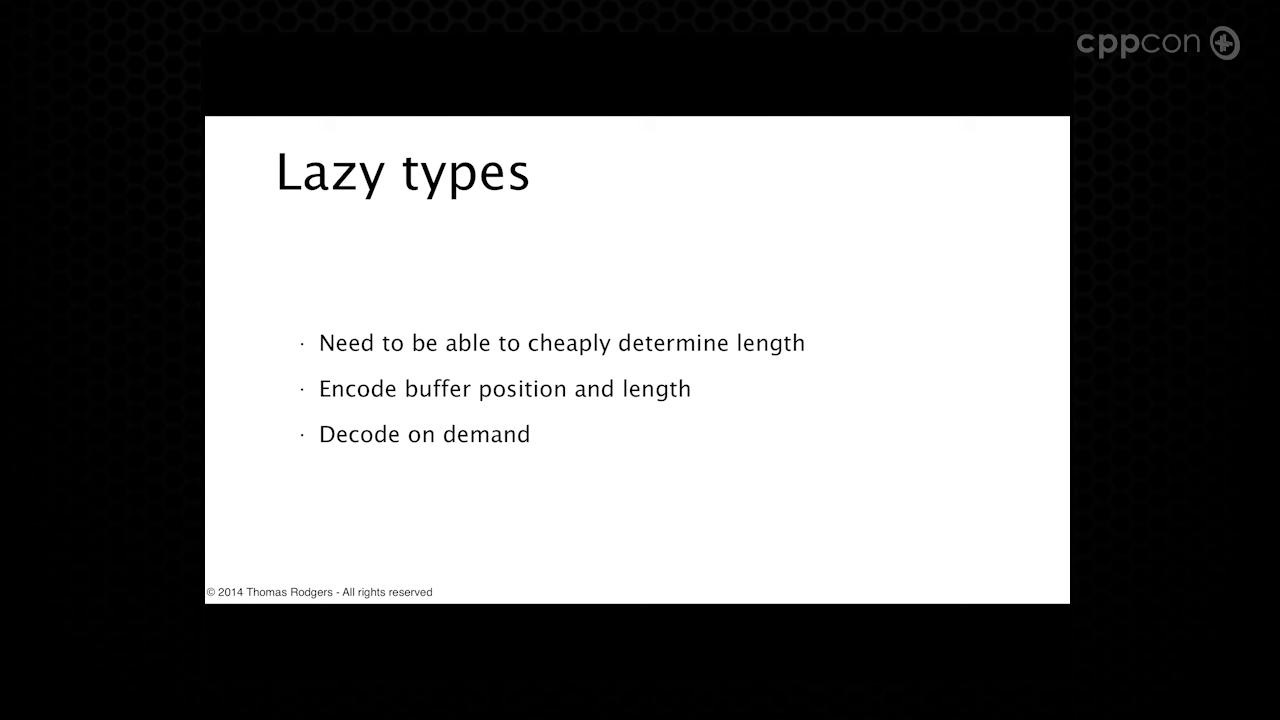 cppcon
Lazy types
· Need to be able to cheaply determine length
· Encode buffer position and length
· Decode on demand
© 2014 Thomas Rodgers - All rights reserved